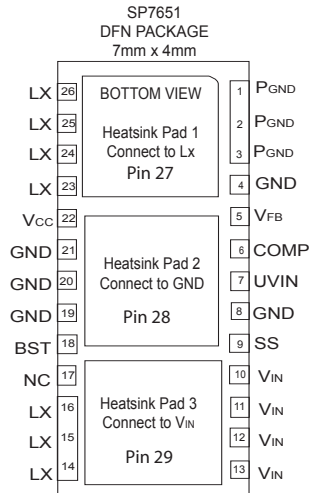 SP7651
DFN PACKAGE
7mm x 4mm
BOTTOM VIEW
Heatsink Pad 1
Connect to Lx
Pin 27
Heatsink Pad 2
Connect to GND
Pin 28
Heatsink Pad 3
Connect to VIN
Pin 29
LX 26
LX 25
LX 24
LX 23
VCC 22
GND 21
GND 20
GND 19
BST 18
NC 17
LX 16
LX 15
LX 14
1 PGND
2 PGND
3 PGND
4 GND
5 VFB
6 COMP
7 UVIN
8 GND
9 SS
10 VIN
11 VIN
12 VIN
13 VIN